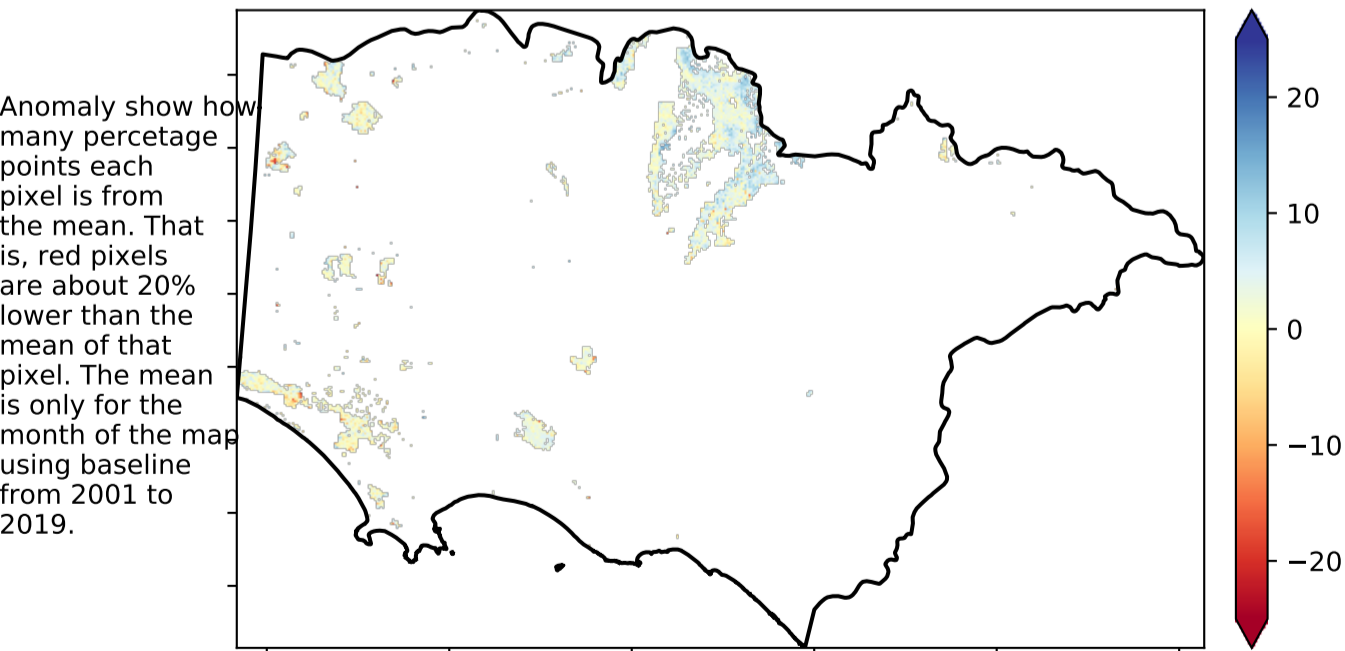 Anomaly show how
many percetage
points each
pixel is from
the mean. That
is, red pixels
are about 20%
lower than the
mean of that
pixel. The mean
is only for the
month of the map
using baseline
from 2001 to
2019.
20
10
0
−10
−20